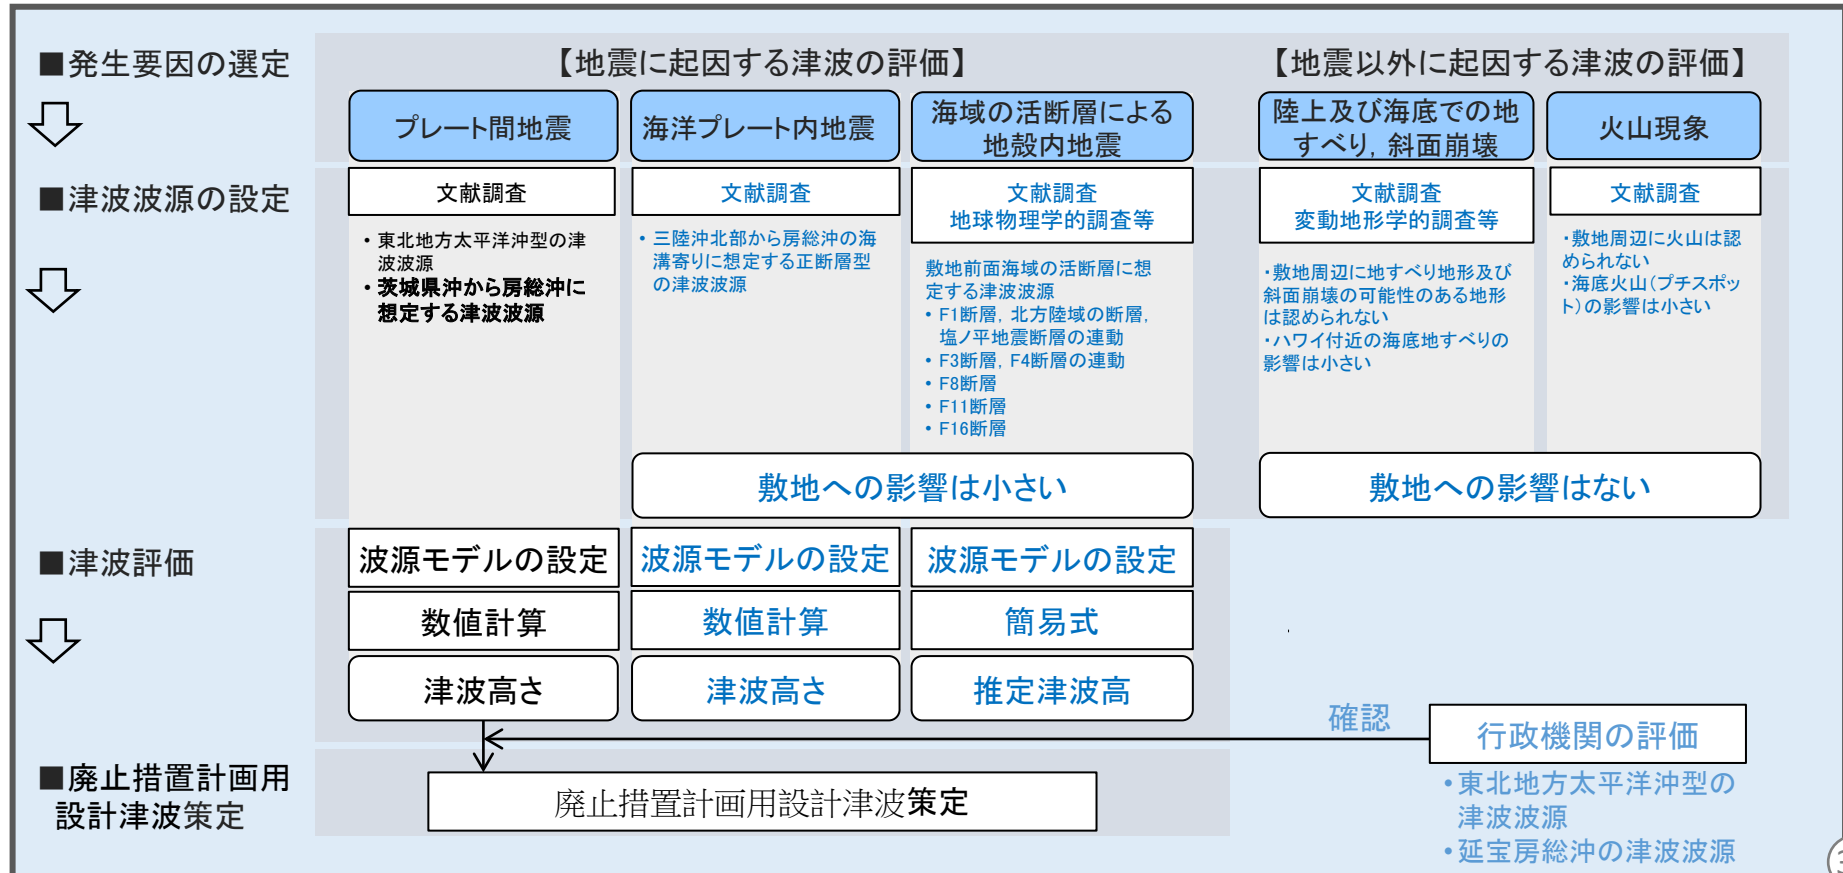 ■発生要因の選定
【地震に起因する津波の評価】
【地震以外に起因する津波の評価】
プレート間地震
海洋プレート内地震
海域の活断層による
地殻内地震
陸上及び海底での地
すべり, 斜面崩壊
火山現象
■津波波源の設定
文献調査
・東北地方太平洋沖型の津
波波源
・茨城県沖から房総沖に
想定する津波波源
文献調査
・三陸沖北部から房総沖の海
溝寄りに想定する正断層型
の津波波源
文献調査
地球物理学的調査等
敷地前面海域の活断層に想
定する津波波源
・F1断層, 北方陸域の断層,
塩ノ平地震断層の連動
・F3断層, F4断層の連動
・F8断層
・F11断層
・F16断層
文献調査
変動地形学的調査等
・敷地周辺に地すべり地形及び
斜面崩壊の可能性のある地形
は認められない
・ハワイ付近の海底地すべりの
影響は小さい
文献調査
・敷地周辺に火山は認
められない
・海底火山(プチスポッ
ト)の影響は小さい
敷地への影響は小さい
敷地への影響はない
■津波評価
波源モデルの設定
波源モデルの設定
波源モデルの設定
数値計算
数値計算
簡易式
津波高さ
津波高さ
推定津波高
確認
行政機関の評価
・東北地方太平洋沖型の
津波波源
・延宝房総沖の津波波源
■廃止措置計画用
設計津波策定
廃止措置計画用設計津波策定